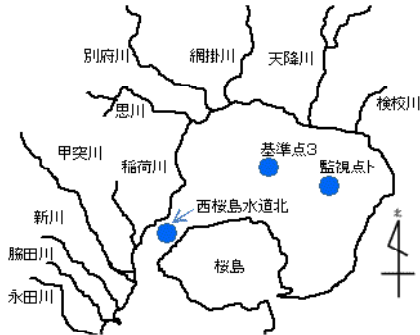 別府川
網掛川
天降川
思川
検校川
甲突川
稲荷川
基準点3
監視点ト
新川
西桜島水道北
北
脇田川
桜島
永田川